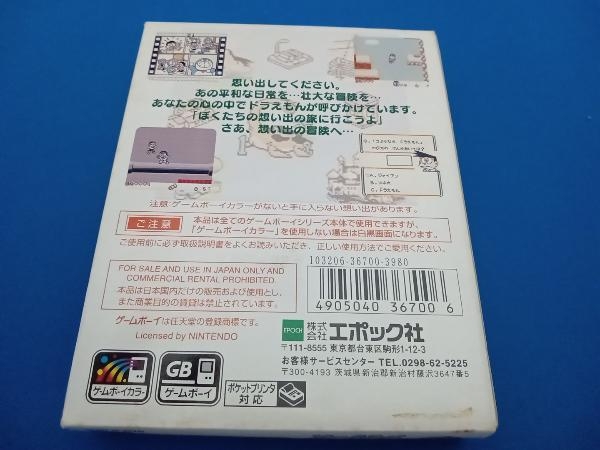 思い出してください。
あの平和な日常を…壮大な冒険を…
あなたの心の中でドラえもんが呼びかけています。
「ぼくたちの想い出の旅に行こうよ」
さあ、想い出の冒険へ…
A．ジャイアン
C．ドラえもん
注意:ゲームボーイカラーがないと手に入らない想い出があります。
ご注意
本品は全てのゲームボーイシリーズ本体で使用できますが、
「ゲームボーイカラー」を使用しない場合は白黒画面になります。
ご使用前に必ず取扱説明書をよくお読みいただき、正しい使用方法でご愛用ください。
FOR SALE AND USE IN JAPAN ONLY AND
COMMERCIAL RENTAL PROHIBITED.
本品は日本国内だけの販売および使用とし、
また商業目的の賃貸は禁止されています。
ゲームボーイは任天堂の登録商標です。
Licensed by NINTENDO
103206-36700-3980
4905040 367006
EPOCH
株式会社エポック社
〒111-8555 東京都台東区駒形1-12-3
お客様サービスセンター TEL.0298-62-5225
〒300-4193 茨城県新治郡新治村藤沢3647番5
ゲームボーイカラー
GB
ゲームボーイ
ポケットプリンタ
対応